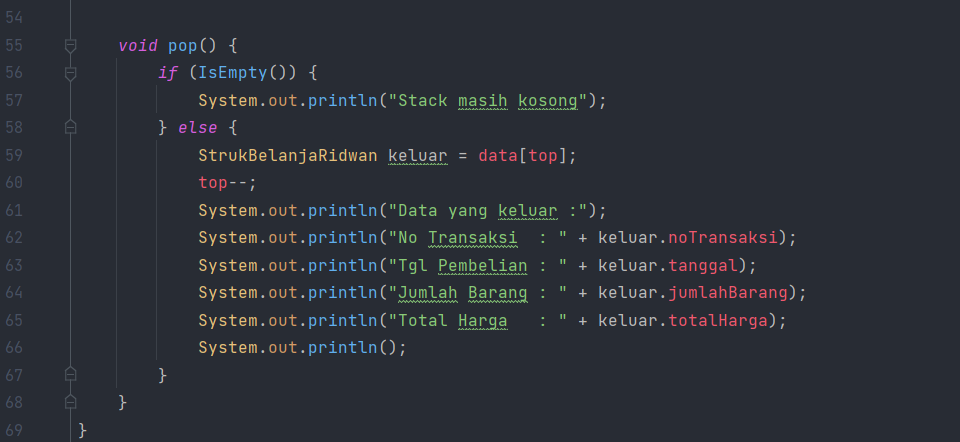 54
55 void pop() {
56 if (IsEmpty()) {
57 System.out.println("Stack masih kosong");
58 } else {
59 StrukBelanjaRidwan keluar = data[top];
60 top--;
61 System.out.println("Data yang keluar :");
62 System.out.println("No Transaksi  : " + keluar.noTransaksi);
63 System.out.println("Tgl Pembelian : " + keluar.tanggal);
64 System.out.println("Jumlah Barang : " + keluar.jumlahBarang);
65 System.out.println("Total Harga   : " + keluar.totalHarga);
66 System.out.println();
67 }
68 }
69 }